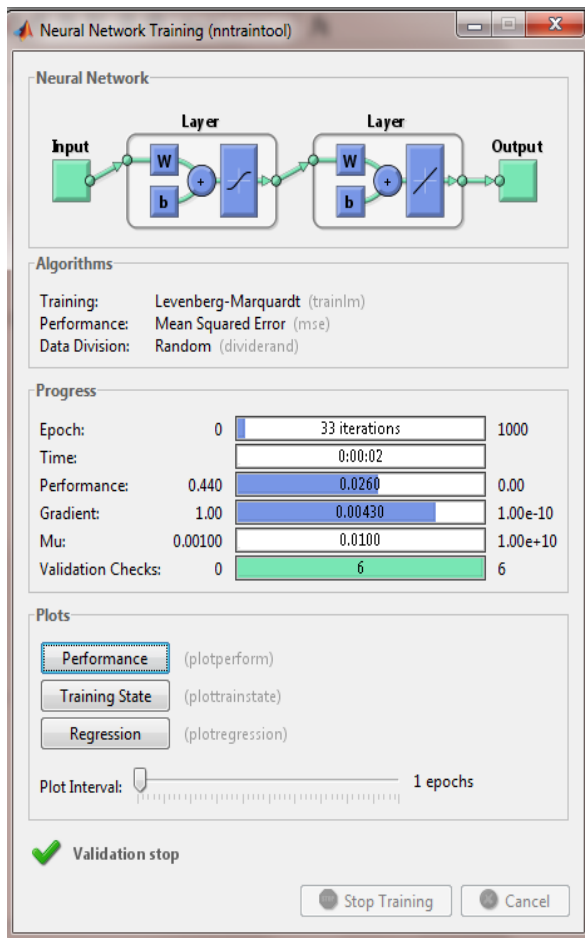 Neural Network Training (nntraintool)
Neural Network
Layer Layer
Input Output
W W
b b
+ +
Algorithms
Training: Levenberg-Marquardt (trainlm)
Performance: Mean Squared Error (mse)
Data Division: Random (dividerand)
Progress
Epoch: 0 33 iterations 1000
Time: 0:00:02
Performance: 0.440 0.0260 0.00
Gradient: 1.00 0.00430 1.00e-10
Mu: 0.00100 0.0100 1.00e+10
Validation Checks: 0 6 6
Plots
Performance (plotperform)
Training State (plottrainstate)
Regression (plotregression)
Plot Interval: 1 epochs
Validation stop
Stop Training Cancel